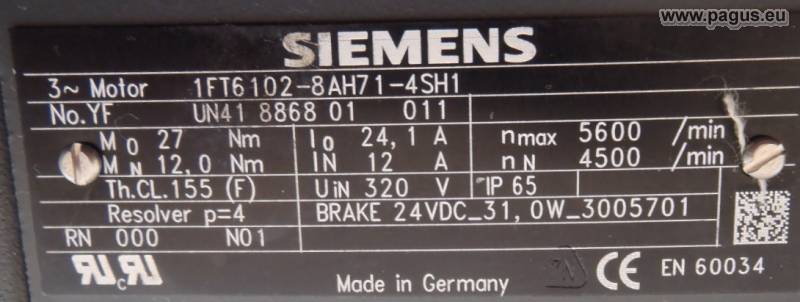 www.pagus.eu
SIEMENS
3~ Motor 1FT6102-8AH71-4SH1
No.YF UN41 8868 01 011
M0 27 Nm I0 24,1 A nmax 5600 /min
MN 12,0 Nm IN 12 A nN 4500 /min
Th.CL.155 (F) UIN 320 V IP 65
Resolver p=4 BRAKE 24VDC_31,0W_3005701
RN 000 N01
Made in Germany CE EN 60034